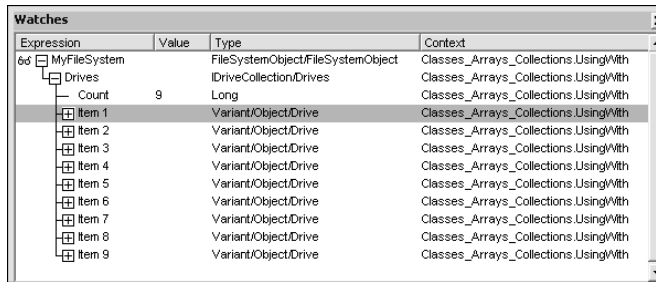 Watches
Expression Value Type Context
MyFileSystem FileSystemObject/FileSystemObject Classes_Arrays_Collections.UsingWith
Drives IDriveCollection/Drives Classes_Arrays_Collections.UsingWith
Count 9 Long Classes_Arrays_Collections.UsingWith
Item 1 Variant/Object/Drive Classes_Arrays_Collections.UsingWith
Item 2 Variant/Object/Drive Classes_Arrays_Collections.UsingWith
Item 3 Variant/Object/Drive Classes_Arrays_Collections.UsingWith
Item 4 Variant/Object/Drive Classes_Arrays_Collections.UsingWith
Item 5 Variant/Object/Drive Classes_Arrays_Collections.UsingWith
Item 6 Variant/Object/Drive Classes_Arrays_Collections.UsingWith
Item 7 Variant/Object/Drive Classes_Arrays_Collections.UsingWith
Item 8 Variant/Object/Drive Classes_Arrays_Collections.UsingWith
Item 9 Variant/Object/Drive Classes_Arrays_Collections.UsingWith